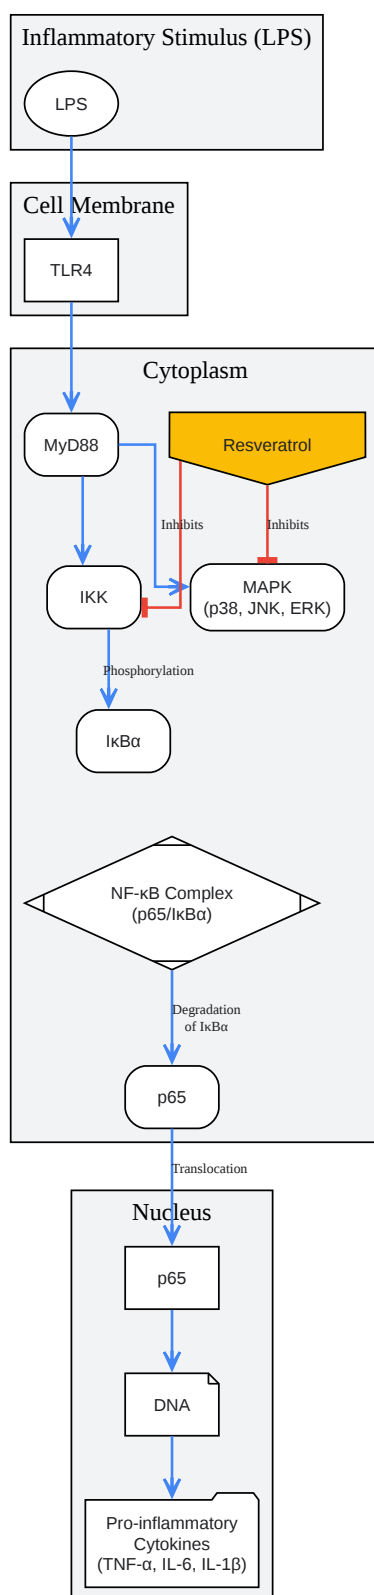 Inflammatory Stimulus (LPS)
LPS
Cell Membrane
TLR4
Cytoplasm
MyD88
Resveratrol
Inhibits
Inhibits
IKK
MAPK
(p38, JNK, ERK)
Phosphorylation
IκBα
NF-κB Complex
(p65/IκBα)
Degradation
of IκBα
p65
Translocation
Nucleus
p65
DNA
Pro-inflammatory
Cytokines
(TNF-α, IL-6, IL-1β)